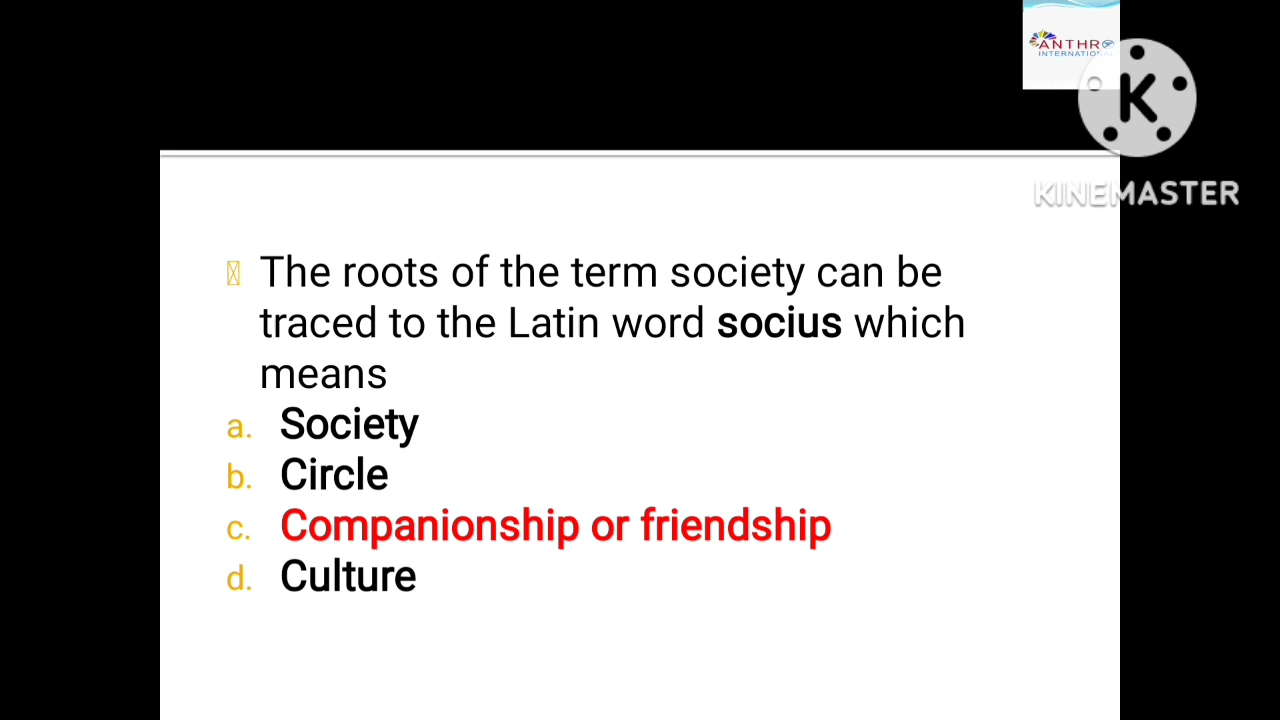 ANTHRO
INTERNATIONAL
K
KINEMASTER
The roots of the term society can be
traced to the Latin word socius which
means
a. Society
b. Circle
c. Companionship or friendship
d. Culture